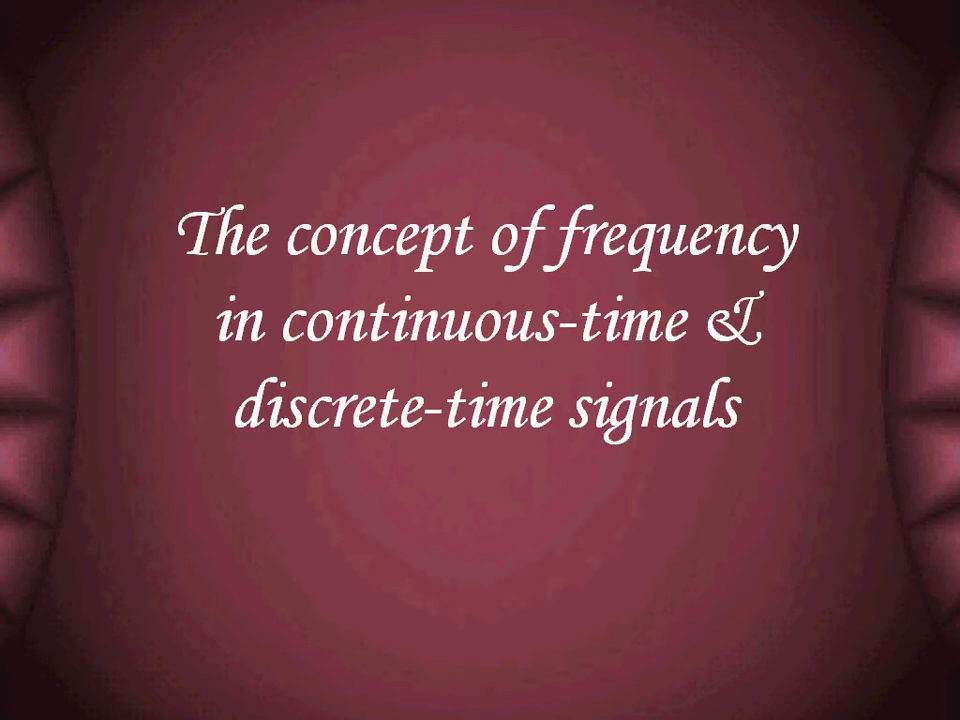 The concept of frequency
in continuous-time &
discrete-time signals